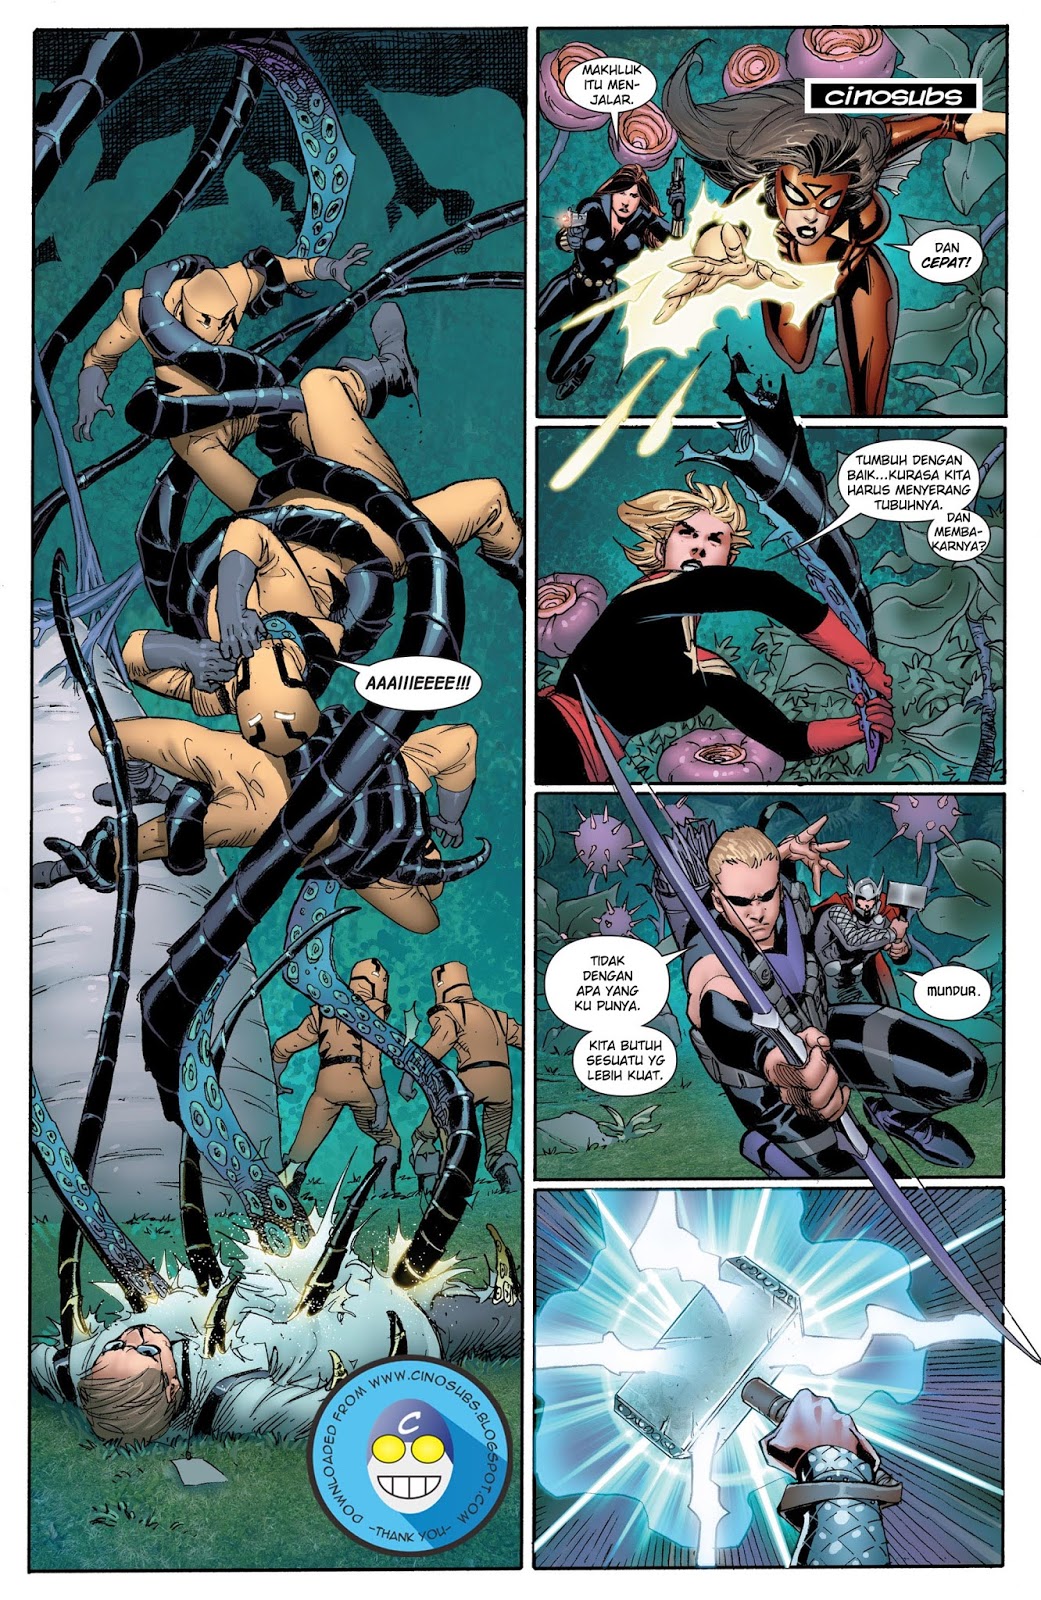 AAAIIIEEEE!!!
DOWNLOADED FROM WWW.CINOSUBS.BLOGSPOT.COM
C
-THANK YOU-
MAKHLUK
ITU MEN-
JALAR.
cinosubs
DAN
CEPAT!
TUMBUH DENGAN
BAIK...KURASA KITA
HARUS MENYERANG
TUBUHNYA.
DAN
MEMBA-
KARNYA?
TIDAK
DENGAN
APA YANG
KU PUNYA.
KITA BUTUH
SESUATU YG
LEBIH KUAT.
MUNDUR.